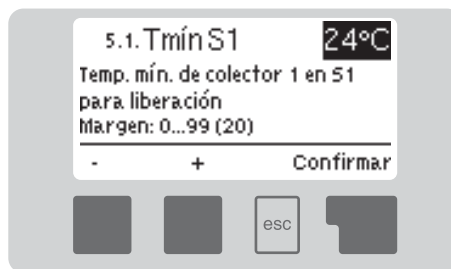 5.1. Tmín S1 24°C
Temp. mín. de colector 1 en S1
para liberación
Margen: 0...99 (20)
- + Confirmar
esc